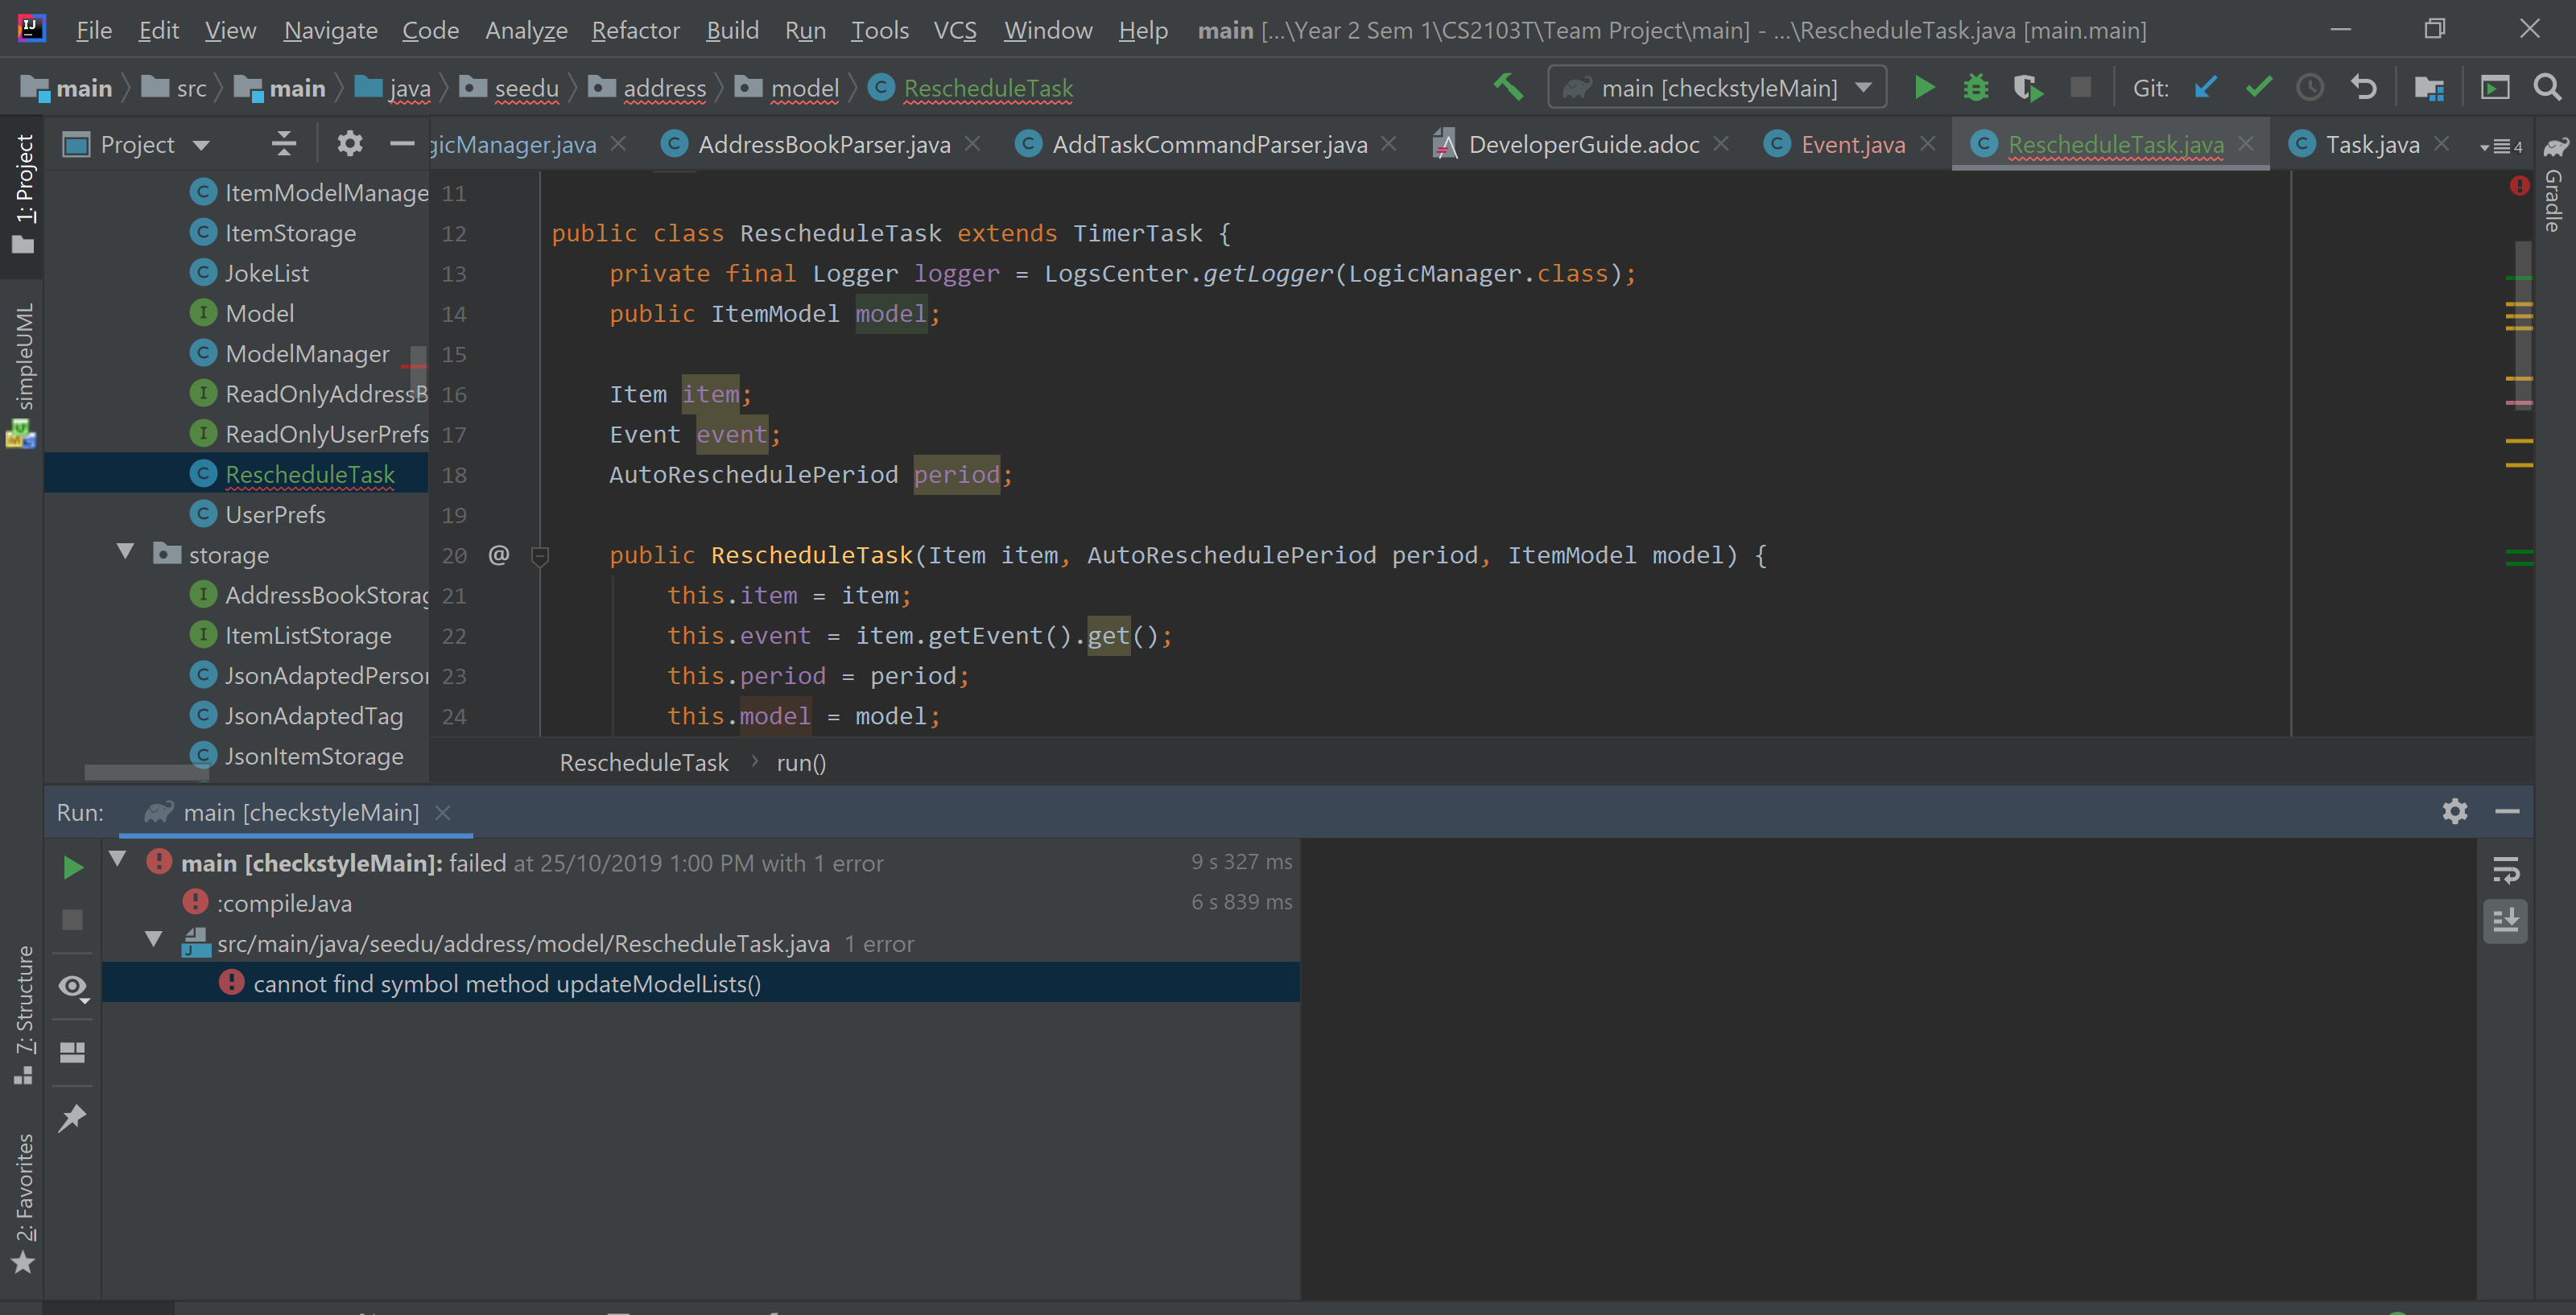 File Edit View Navigate Code Analyze Refactor Build Run Tools VCS Window Help main [...\Year 2 Sem 1\CS2103T\Team Project\main] - ...\RescheduleTask.java [main.main]
main src main java seedu address model RescheduleTask main [checkstyleMain] Git:
Project gicManager.java AddressBookParser.java AddTaskCommandParser.java DeveloperGuide.adoc Event.java RescheduleTask.java Task.java 4
1: Project
simpleUML
7: Structure
2: Favorites
Gradle
ItemModelManage
ItemStorage
JokeList
Model
ModelManager
ReadOnlyAddressB
ReadOnlyUserPrefs
RescheduleTask
UserPrefs
storage
AddressBookStorag
ItemListStorage
JsonAdaptedPerson
JsonAdaptedTag
JsonItemStorage
11
12 public class RescheduleTask extends TimerTask {
13 private final Logger logger = LogsCenter.getLogger(LogicManager.class);
14 public ItemModel model;
15
16 Item item;
17 Event event;
18 AutoReschedulePeriod period;
19
20 @ public RescheduleTask(Item item, AutoReschedulePeriod period, ItemModel model) {
21 this.item = item;
22 this.event = item.getEvent().get();
23 this.period = period;
24 this.model = model;
RescheduleTask › run()
Run: main [checkstyleMain]
main [checkstyleMain]: failed at 25/10/2019 1:00 PM with 1 error 9 s 327 ms
:compileJava 6 s 839 ms
src/main/java/seedu/address/model/RescheduleTask.java 1 error
cannot find symbol method updateModelLists()